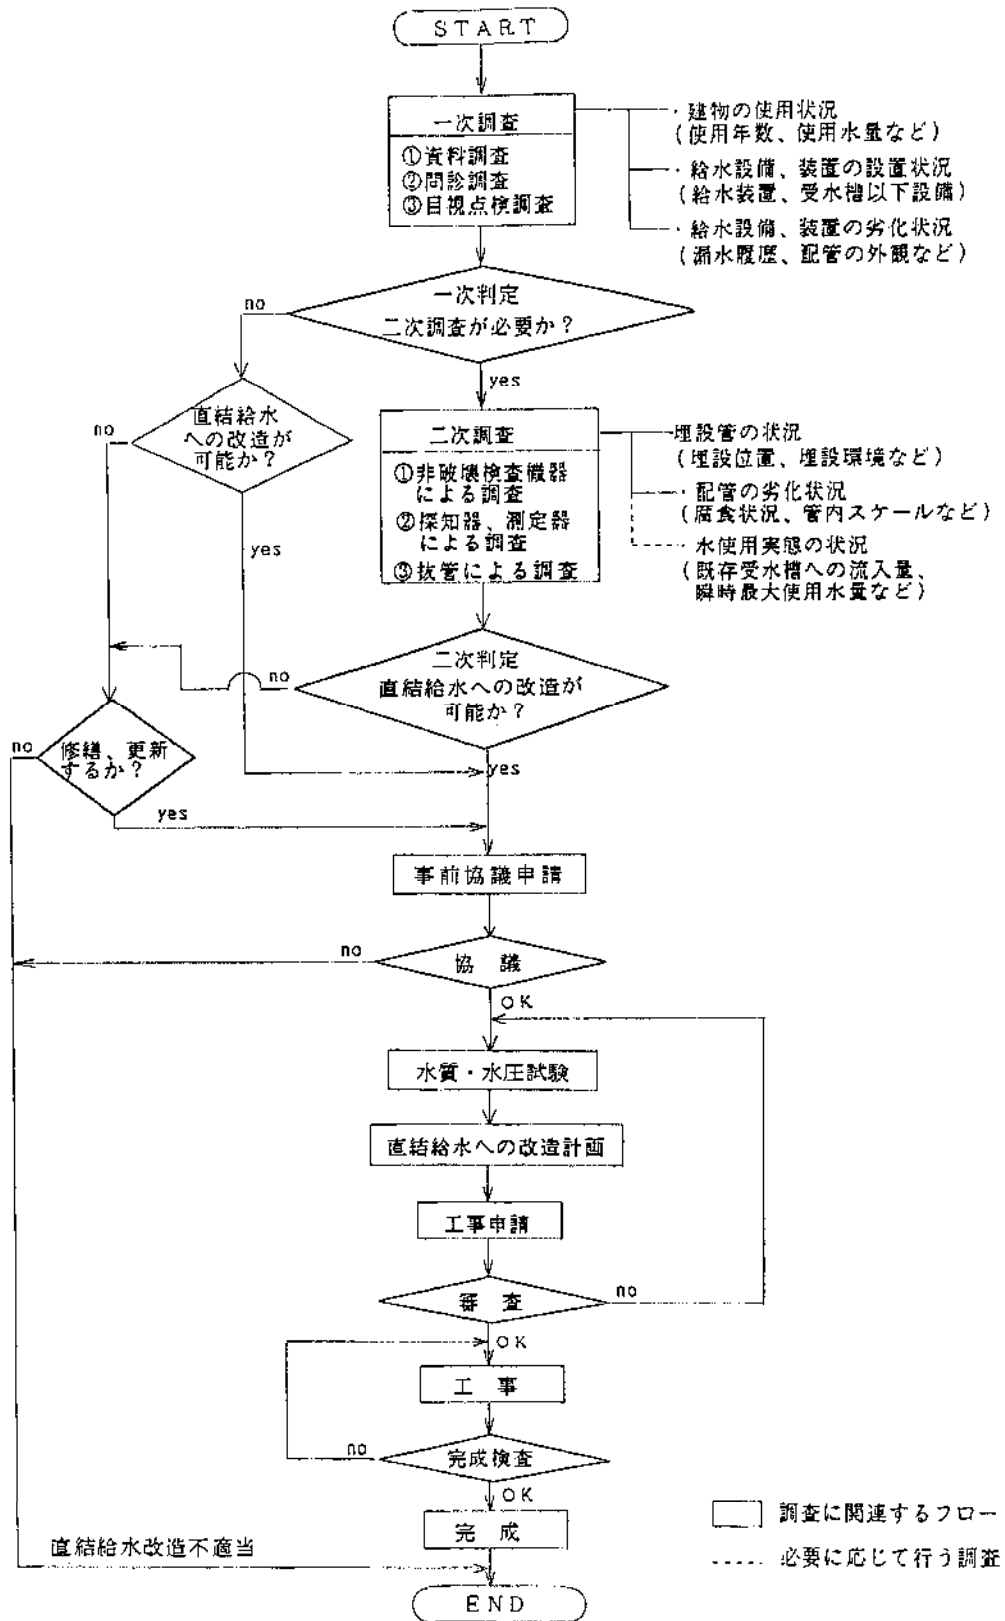 START
一次調査
①資料調査
②問診調査
③目視点検調査
・建物の使用状況
(使用年数、使用水量など)
・給水設備、装置の設置状況
(給水装置、受水槽以下設備)
・給水設備、装置の劣化状況
(漏水履歴、配管の外観など)
一次判定
二次調査が必要か?
no
yes
直結給水
への改造が
可能か?
no
yes
二次調査
①非破壊検査機器
による調査
②探知器、測定器
による調査
③抜管による調査
・埋設管の状況
(埋設位置、埋設環境など)
・配管の劣化状況
(腐食状況、管内スケールなど)
・水使用実態の状況
(既存受水槽への流入量、
瞬時最大使用水量など)
二次判定
直結給水への改造が
可能か?
no
yes
修繕、更新
するか?
no
yes
事前協議申請
協 議
no
OK
水質・水圧試験
直結給水への改造計画
工事申請
審 査
no
OK
工 事
完成検査
no
OK
完 成
直結給水改造不適当
END
調査に関連するフロー
必要に応じて行う調査